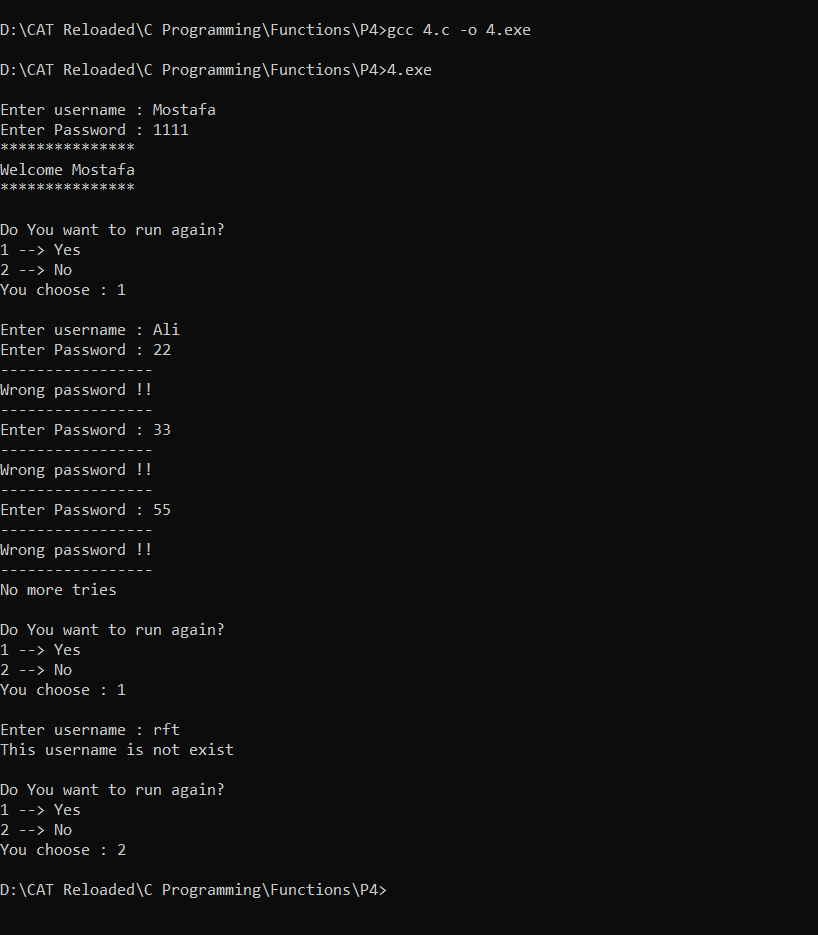 D:\CAT Reloaded\C Programming\Functions\P4>gcc 4.c -o 4.exe
D:\CAT Reloaded\C Programming\Functions\P4>4.exe
Enter username : Mostafa
Enter Password : 1111
***************
Welcome Mostafa
***************
Do You want to run again?
1 --> Yes
2 --> No
You choose : 1
Enter username : Ali
Enter Password : 22
-----------------
Wrong password !!
-----------------
Enter Password : 33
-----------------
Wrong password !!
-----------------
Enter Password : 55
-----------------
Wrong password !!
-----------------
No more tries
Do You want to run again?
1 --> Yes
2 --> No
You choose : 1
Enter username : rft
This username is not exist
Do You want to run again?
1 --> Yes
2 --> No
You choose : 2
D:\CAT Reloaded\C Programming\Functions\P4>